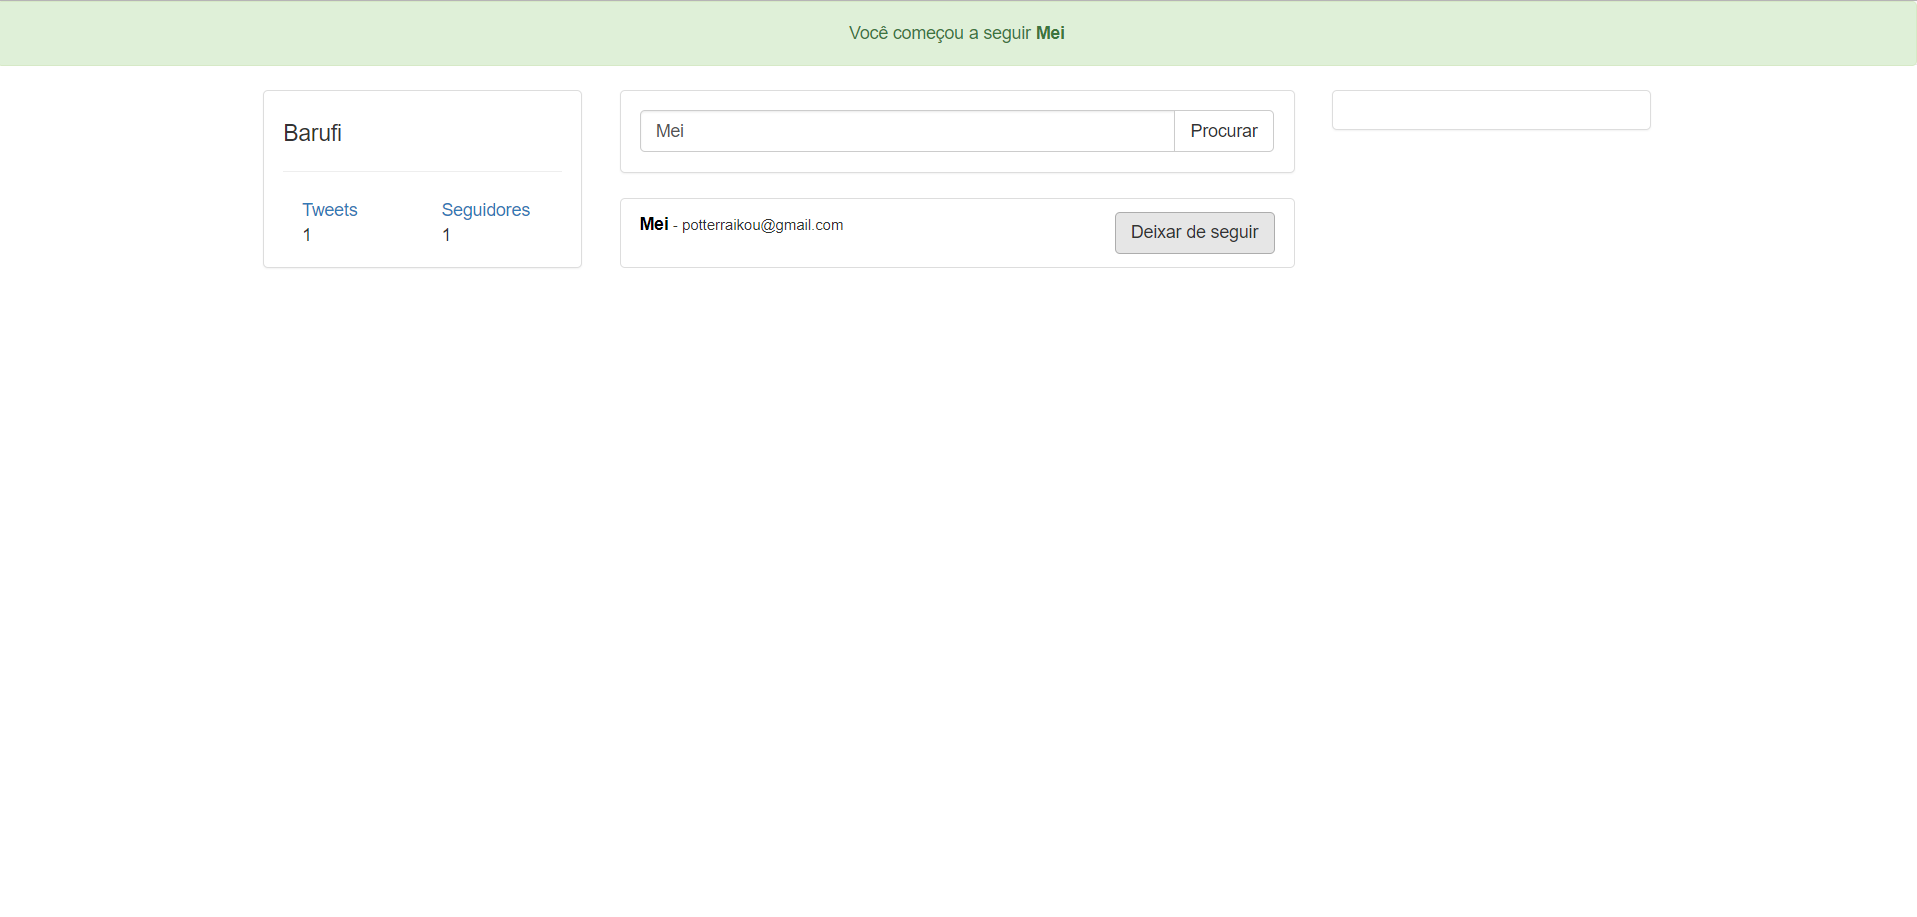 Você começou a seguir Mei
Barufi
Tweets
1
Seguidores
1
Mei
Procurar
Mei - potterraikou@gmail.com
Deixar de seguir